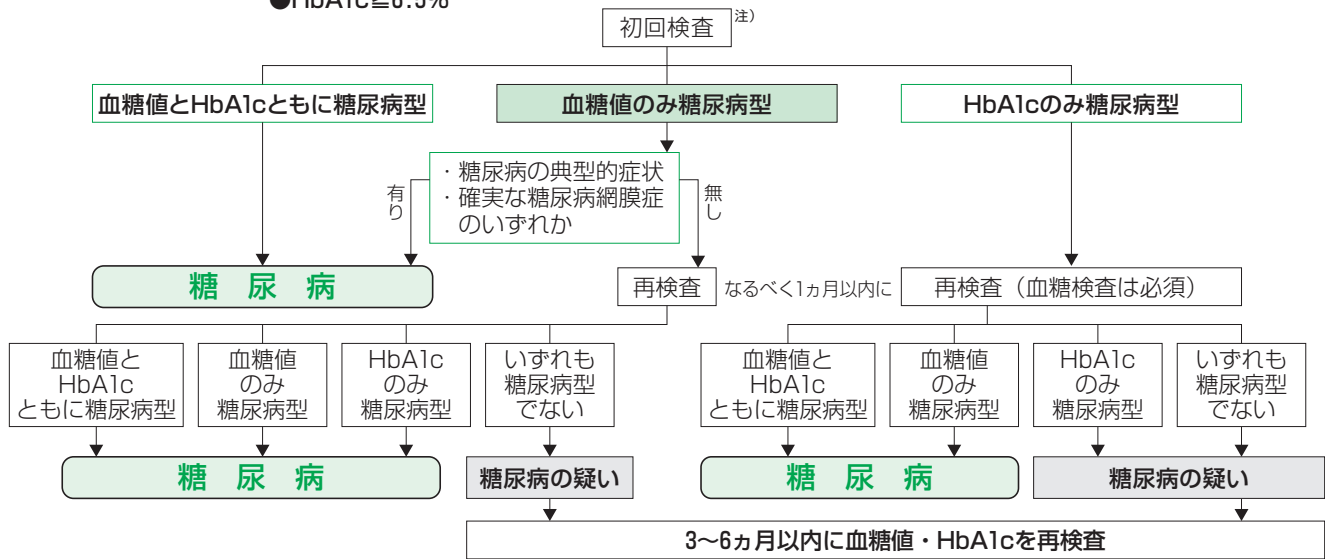 ●HbA1c≧6.5%
初回検査 注)
血糖値とHbA1cともに糖尿病型
血糖値のみ糖尿病型
HbA1cのみ糖尿病型
有り
・糖尿病の典型的症状
・確実な糖尿病網膜症
のいずれか
無し
糖 尿 病
再検査
なるべく1ヵ月以内に
再検査（血糖検査は必須）
血糖値と
HbA1c
ともに糖尿病型
血糖値
のみ
糖尿病型
HbA1c
のみ
糖尿病型
いずれも
糖尿病型
でない
血糖値と
HbA1c
ともに糖尿病型
血糖値
のみ
糖尿病型
HbA1c
のみ
糖尿病型
いずれも
糖尿病型
でない
糖 尿 病
糖尿病の疑い
糖 尿 病
糖尿病の疑い
3〜6ヵ月以内に血糖値・HbA1cを再検査